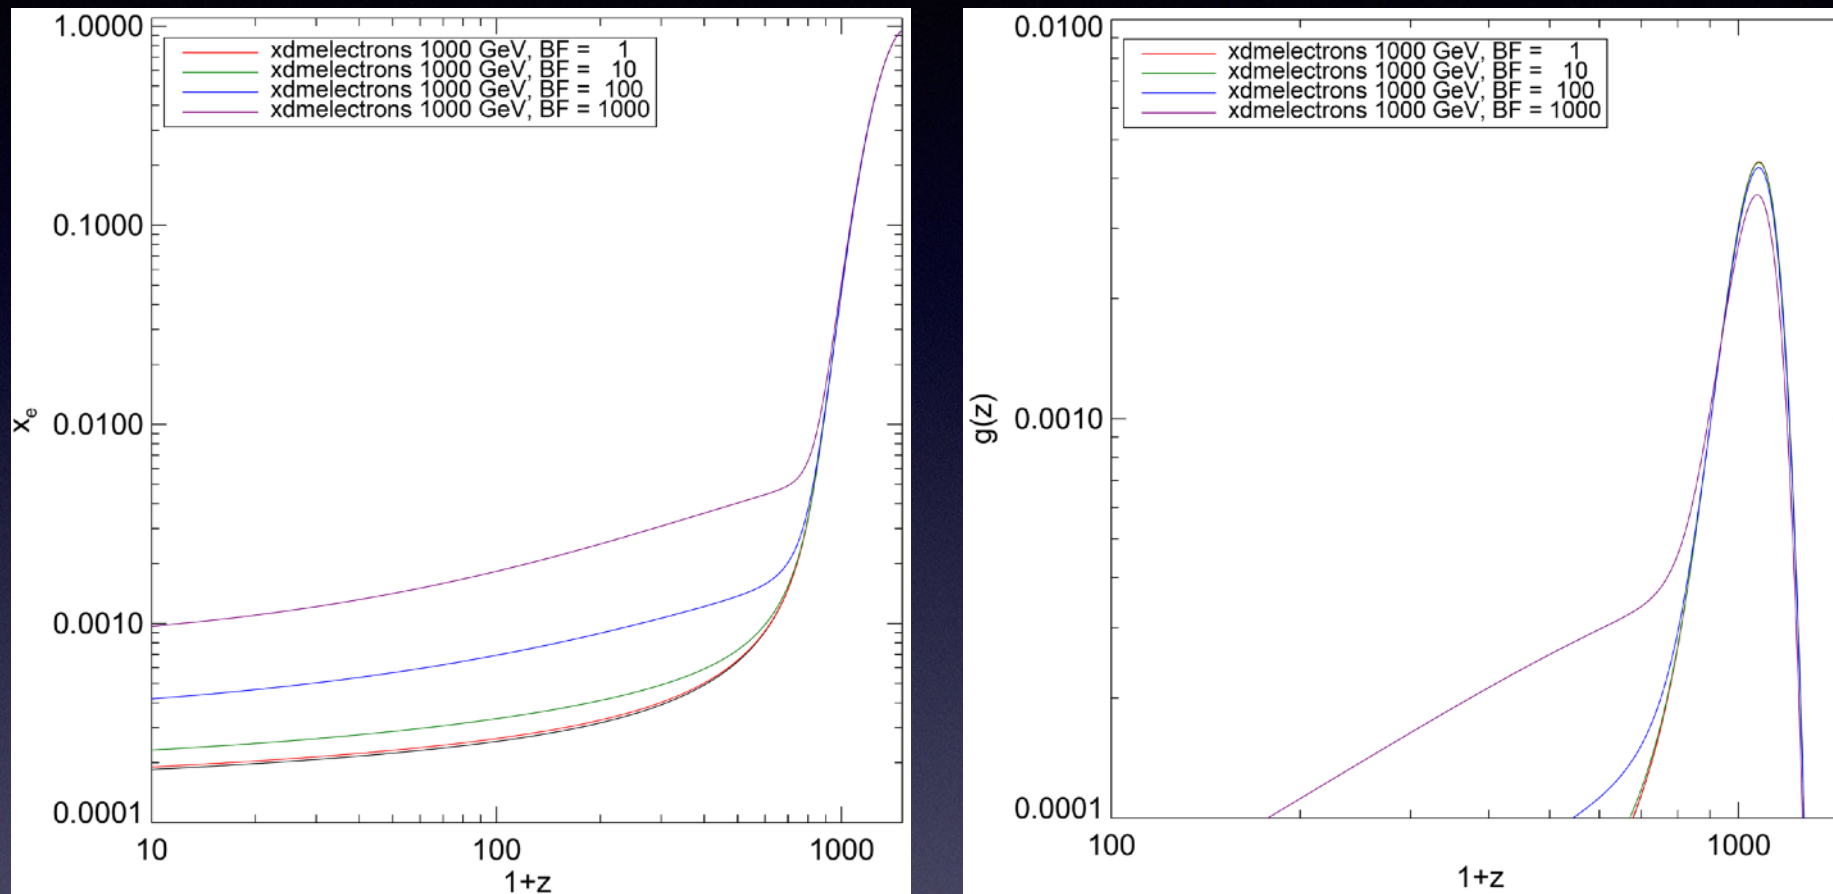 1.0000
0.1000
0.0100
0.0010
0.0001
x_e
xdmelectrons 1000 GeV, BF = 1
xdmelectrons 1000 GeV, BF = 10
xdmelectrons 1000 GeV, BF = 100
xdmelectrons 1000 GeV, BF = 1000
10 100 1000
1+z
0.0100
0.0010
0.0001
g(z)
xdmelectrons 1000 GeV, BF = 1
xdmelectrons 1000 GeV, BF = 10
xdmelectrons 1000 GeV, BF = 100
xdmelectrons 1000 GeV, BF = 1000
100 1000
1+z